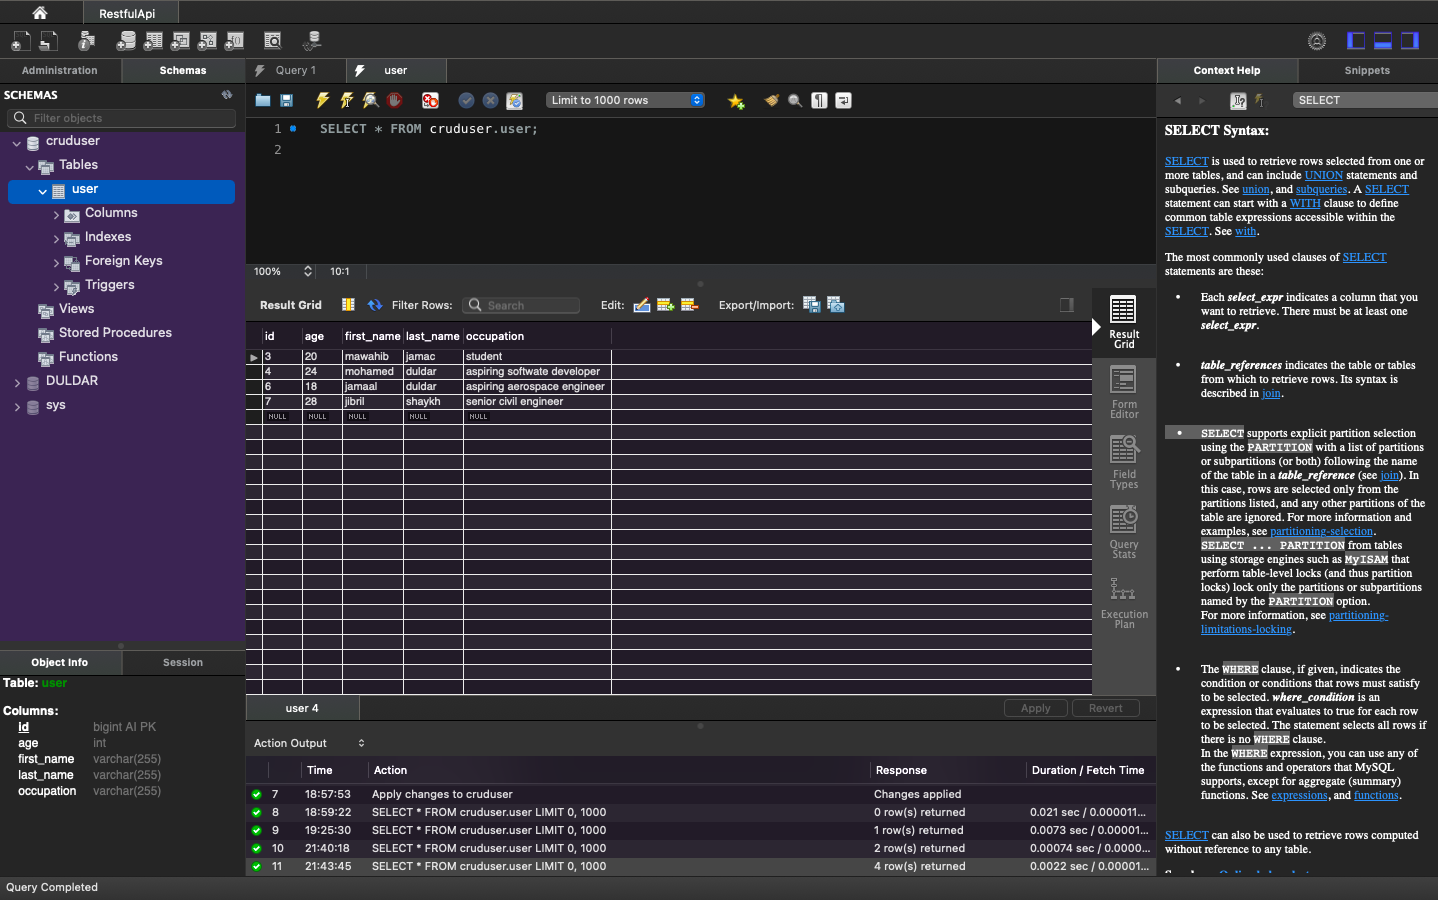 RestfulApi
Administration
Schemas
Query 1
user
Context Help
Snippets
SCHEMAS
Filter objects
Limit to 1000 rows
SELECT
cruduser
Tables
user
Columns
Indexes
Foreign Keys
Triggers
Views
Stored Procedures
Functions
DULDAR
sys
1 SELECT * FROM cruduser.user;
2
100% 10:1
Result Grid Filter Rows: Search Edit: Export/Import:
id age first_name last_name occupation
3 20 mawahib jamac student
4 24 mohamed duldar aspiring softwate developer
6 18 jamaal duldar aspiring aerospace engineer
7 28 jibril shaykh senior civil engineer
NULL NULL NULL NULL NULL
Result
Grid
Form
Editor
Field
Types
Query
Stats
Execution
Plan
user 4
Apply
Revert
Object Info
Session
Table: user
Columns:
id bigint AI PK
age int
first_name varchar(255)
last_name varchar(255)
occupation varchar(255)
Action Output
Time Action Response Duration / Fetch Time
7 18:57:53 Apply changes to cruduser Changes applied
8 18:59:22 SELECT * FROM cruduser.user LIMIT 0, 1000 0 row(s) returned 0.021 sec / 0.000011...
9 19:25:30 SELECT * FROM cruduser.user LIMIT 0, 1000 1 row(s) returned 0.0073 sec / 0.00001...
10 21:40:18 SELECT * FROM cruduser.user LIMIT 0, 1000 2 row(s) returned 0.00074 sec / 0.0000...
11 21:43:45 SELECT * FROM cruduser.user LIMIT 0, 1000 4 row(s) returned 0.0022 sec / 0.00001...
SELECT Syntax:
SELECT is used to retrieve rows selected from one or
more tables, and can include UNION statements and
subqueries. See union, and subqueries. A SELECT
statement can start with a WITH clause to define
common table expressions accessible within the
SELECT. See with.
The most commonly used clauses of SELECT
statements are these:
• Each select_expr indicates a column that you
want to retrieve. There must be at least one
select_expr.
• table_references indicates the table or tables
from which to retrieve rows. Its syntax is
described in join.
• SELECT supports explicit partition selection
using the PARTITION with a list of partitions
or subpartitions (or both) following the name
of the table in a table_reference (see join). In
this case, rows are selected only from the
partitions listed, and any other partitions of the
table are ignored. For more information and
examples, see partitioning-selection.
SELECT ... PARTITION from tables
using storage engines such as MyISAM that
perform table-level locks (and thus partition
locks) lock only the partitions or subpartitions
named by the PARTITION option.
For more information, see partitioning-
limitations-locking.
• The WHERE clause, if given, indicates the
condition or conditions that rows must satisfy
to be selected. where_condition is an
expression that evaluates to true for each row
to be selected. The statement selects all rows if
there is no WHERE clause.
In the WHERE expression, you can use any of
the functions and operators that MySQL
supports, except for aggregate (summary)
functions. See expressions, and functions.
SELECT can also be used to retrieve rows computed
without reference to any table.
Query Completed